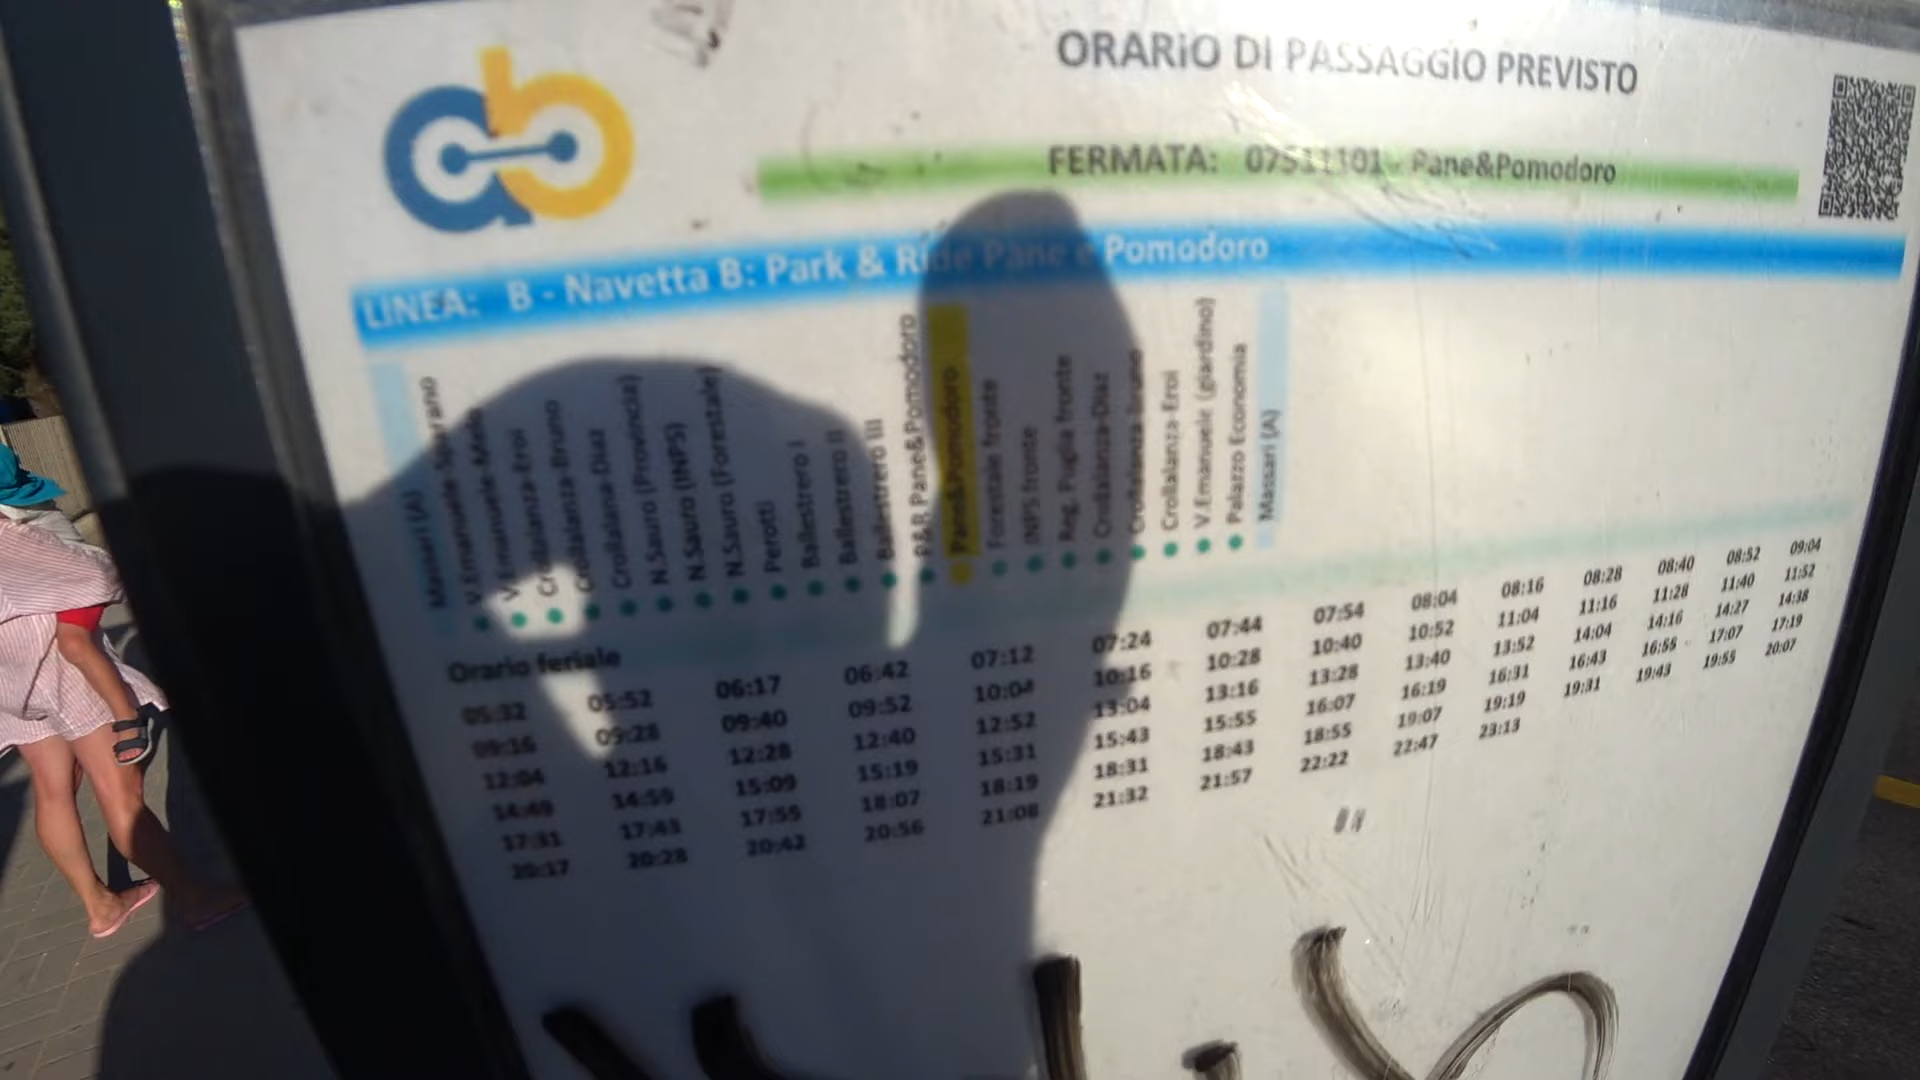 ab
ORARiO DI PASSAGGIO PREVISTO
FERMATA: 07511101 - Pane&Pomodoro
LINEA: B - Navetta B: Park & Ride Pane e Pomodoro
Massari (A)
V.Emanuele-Sparano
V.Emanuele-Melo
Crollalanza-Eroi
Crollalanza-Bruno
Crollalana-Diaz
N.Sauro (Provincia)
N.Sauro (INPS)
N.Sauro (Forestale)
Perotti
Ballestrero I
Ballestrero II
Ballestrero III
P&R Pane&Pomodoro
Pane&Pomodoro
Forestale fronte
INPS fronte
Reg. Puglia fronte
Crollalanza-Diaz
Crollalanza-Bruno
Crollalanza-Eroi
V.Emanuele (giardino)
Palazzo Economia
Massari (A)
Orario feriale
05:32 05:52 06:17 06:42 07:12 07:24 07:44 07:54 08:04 08:16 08:28 08:40 08:52 09:04
09:16 09:28 09:40 09:52 10:04 10:16 10:28 10:40 10:52 11:04 11:16 11:28 11:40 11:52
12:04 12:16 12:28 12:40 12:52 13:04 13:16 13:28 13:40 13:52 14:04 14:16 14:27 14:38
14:49 14:59 15:09 15:19 15:31 15:43 15:55 16:07 16:19 16:31 16:43 16:55 17:07 17:19
17:31 17:43 17:55 18:07 18:19 18:31 18:43 18:55 19:07 19:19 19:31 19:43 19:55 20:07
20:17 20:28 20:42 20:56 21:08 21:32 21:57 22:22 22:47 23:13